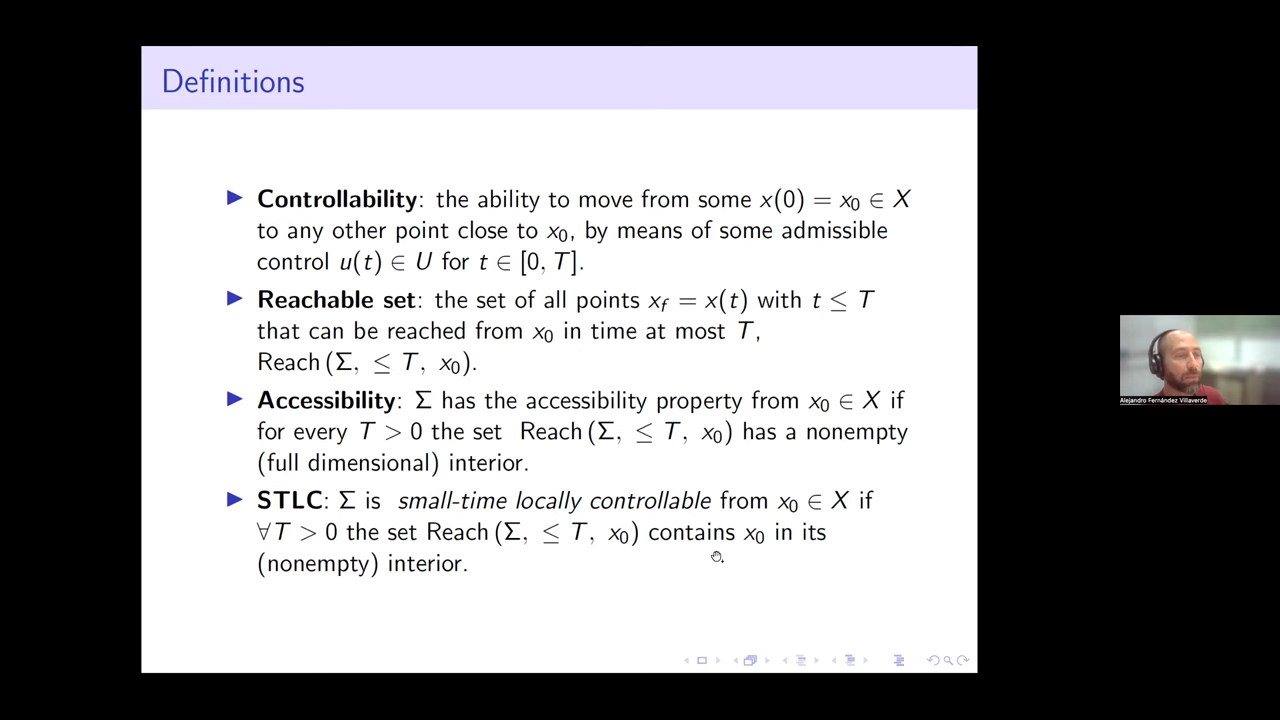 Definitions
▶ Controllability: the ability to move from some x(0) = x₀ ∈ X
to any other point close to x₀, by means of some admissible
control u(t) ∈ U for t ∈ [0, T].
▶ Reachable set: the set of all points x_f = x(t) with t ≤ T
that can be reached from x₀ in time at most T,
Reach (Σ, ≤ T, x₀).
▶ Accessibility: Σ has the accessibility property from x₀ ∈ X if
for every T > 0 the set Reach (Σ, ≤ T, x₀) has a nonempty
(full dimensional) interior.
▶ STLC: Σ is small-time locally controllable from x₀ ∈ X if
∀T > 0 the set Reach (Σ, ≤ T, x₀) contains x₀ in its
(nonempty) interior.
Alejandro Fernández Villaverde